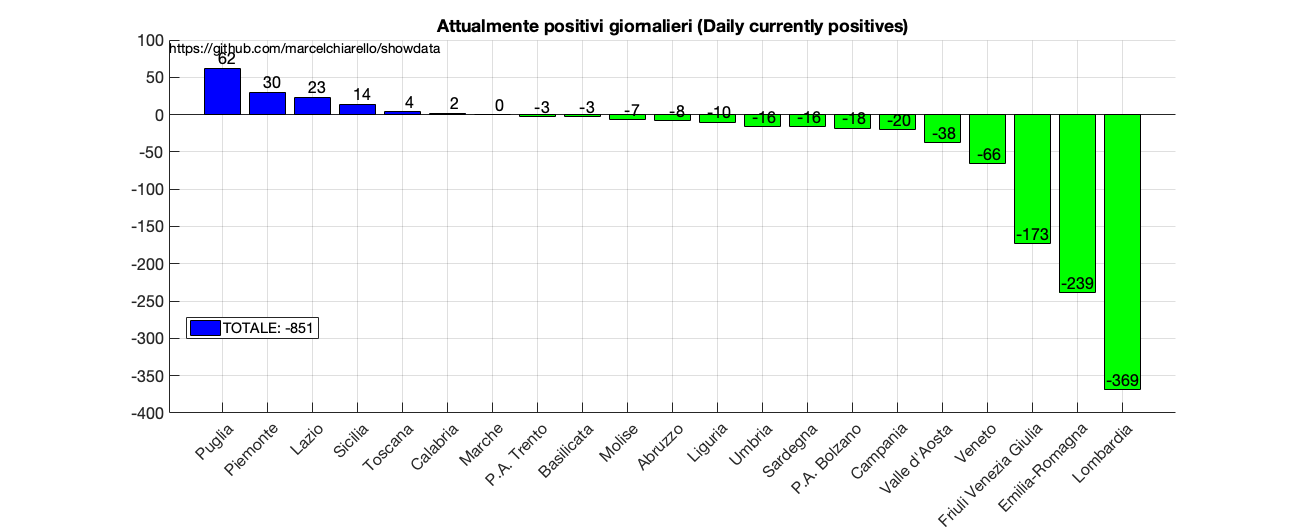 Attualmente positivi giornalieri (Daily currently positives)
https://github.com/marcelchiarello/showdata
100
50
0
-50
-100
-150
-200
-250
-300
-350
-400
62
30
23
14
4
2
0
-3
-3
-7
-8
-10
-16
-16
-18
-20
-38
-66
-173
-239
-369
TOTALE: -851
Puglia
Piemonte
Lazio
Sicilia
Toscana
Calabria
Marche
P.A. Trento
Basilicata
Molise
Abruzzo
Liguria
Umbria
Sardegna
P.A. Bolzano
Campania
Valle d'Aosta
Veneto
Friuli Venezia Giulia
Emilia-Romagna
Lombardia